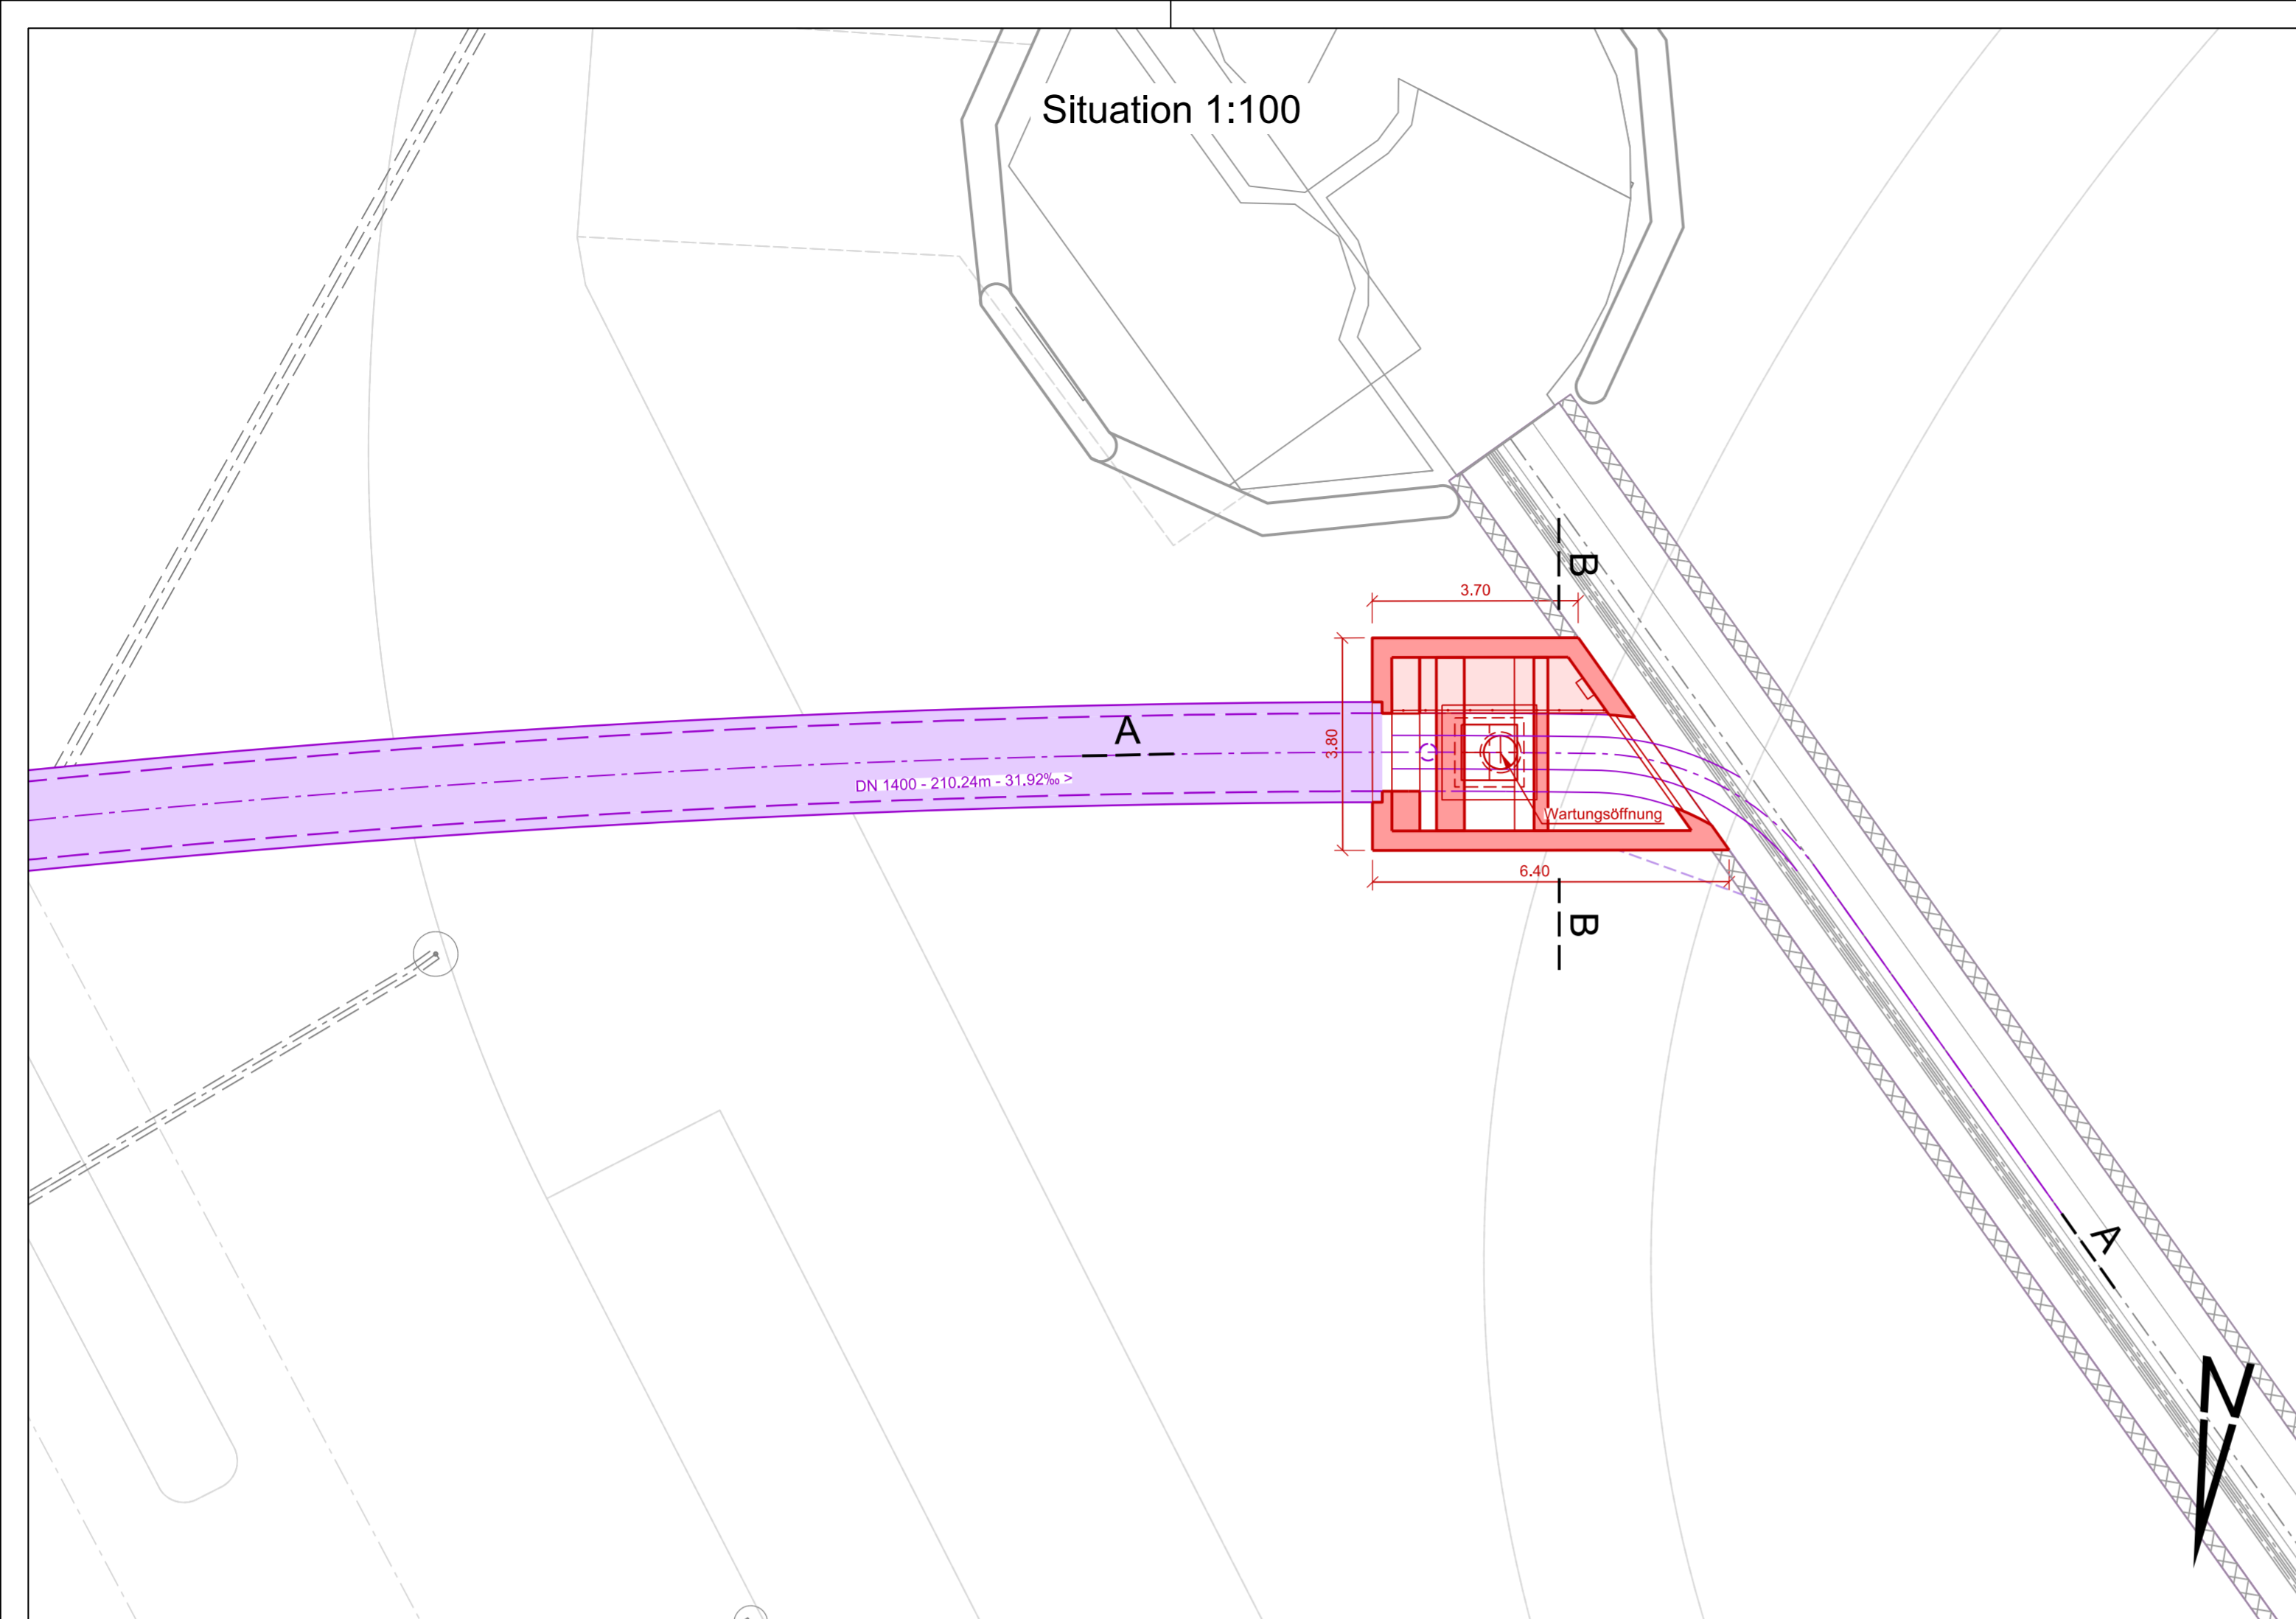 Situation 1:100
B
3.70
3.80
A
DN 1400 - 210.24m - 31.92‰ >
Wartungsöffnung
6.40
B
A
N